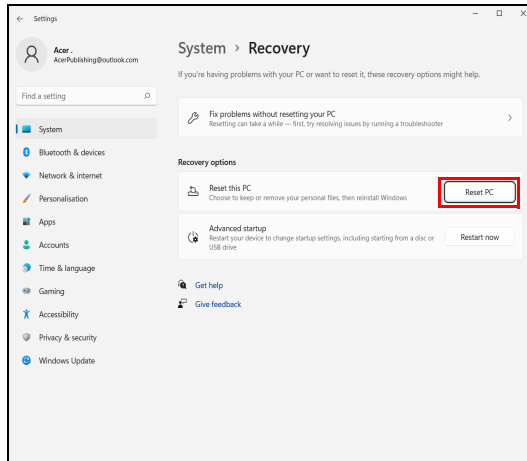 Settings
Acer .
AcerPublishing@outlook.com
Find a setting
System
Bluetooth & devices
Network & internet
Personalisation
Apps
Accounts
Time & language
Gaming
Accessibility
Privacy & security
Windows Update
System > Recovery
If you're having problems with your PC or want to reset it, these recovery options might help.
Fix problems without resetting your PC
Resetting can take a while — first, try resolving issues by running a troubleshooter
Recovery options
Reset this PC
Choose to keep or remove your personal files, then reinstall Windows
Reset PC
Advanced startup
Restart your device to change startup settings, including starting from a disc or
USB drive
Restart now
Get help
Give feedback